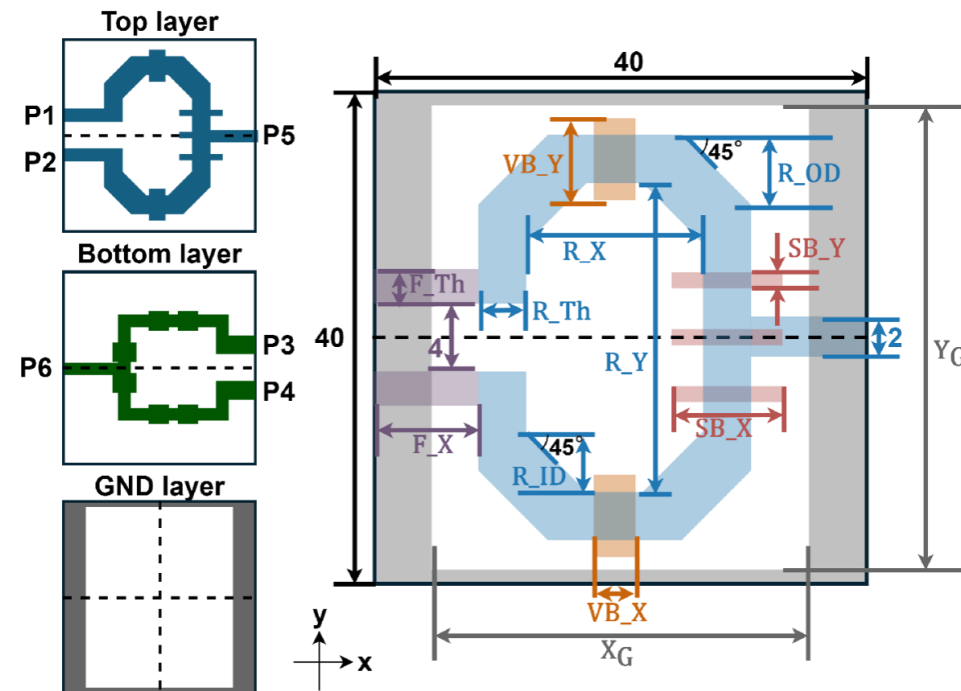 Top layer
P1
P2
P5
Bottom layer
P6
P3
P4
GND layer
y
x
40
40
VB_Y
45°
R_OD
R_X
SB_Y
F_Th
R_Th
4
R_Y
2
Y_G
F_X
45°
R_ID
SB_X
VB_X
X_G